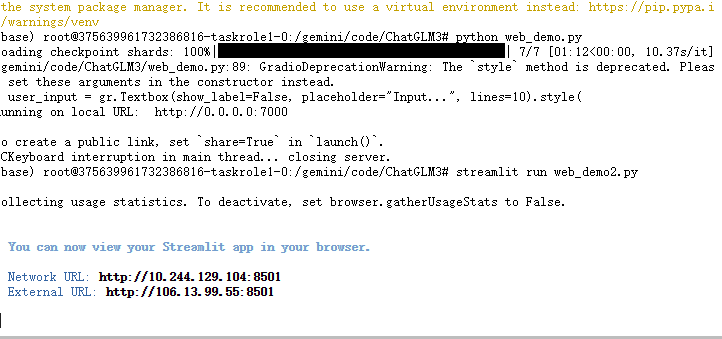 the system package manager. It is recommended to use a virtual environment instead: https://pip.pypa.i
/warnings/venv
base) root@375639961732386816-taskrole1-0:/gemini/code/ChatGLM3# python web_demo.py
oading checkpoint shards: 100%| | 7/7 [01:12<00:00, 10.37s/it]
gemini/code/ChatGLM3/web_demo.py:89: GradioDeprecationWarning: The `style` method is deprecated. Pleas
set these arguments in the constructor instead.
user_input = gr.Textbox(show_label=False, placeholder="Input...", lines=10).style(
unning on local URL:  http://0.0.0.0:7000
o create a public link, set `share=True` in `launch()`.
CKeyboard interruption in main thread... closing server.
base) root@375639961732386816-taskrole1-0:/gemini/code/ChatGLM3# streamlit run web_demo2.py
ollecting usage statistics. To deactivate, set browser.gatherUsageStats to False.
You can now view your Streamlit app in your browser.
Network URL: http://10.244.129.104:8501
External URL: http://106.13.99.55:8501